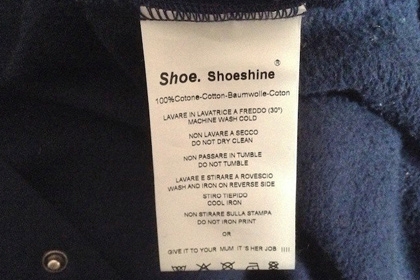 Shoe. Shoeshine ®
100%Cotone-Cotton-Baumwolle-Coton
LAVARE IN LAVATRICE A FREDDO (30°)
MACHINE WASH COLD
NON LAVARE A SECCO
DO NOT DRY CLEAN
NON PASSARE IN TUMBLE
DO NOT TUMBLE
LAVARE E STIRARE A ROVESCIO
WASH AND IRON ON REVERSE SIDE
STIRO TIEPIDO
COOL IRON
NON STIRARE SULLA STAMPA
DO NOT IRON PRINT
OR
GIVE IT TO YOUR MUM IT'S HER JOB !!!!